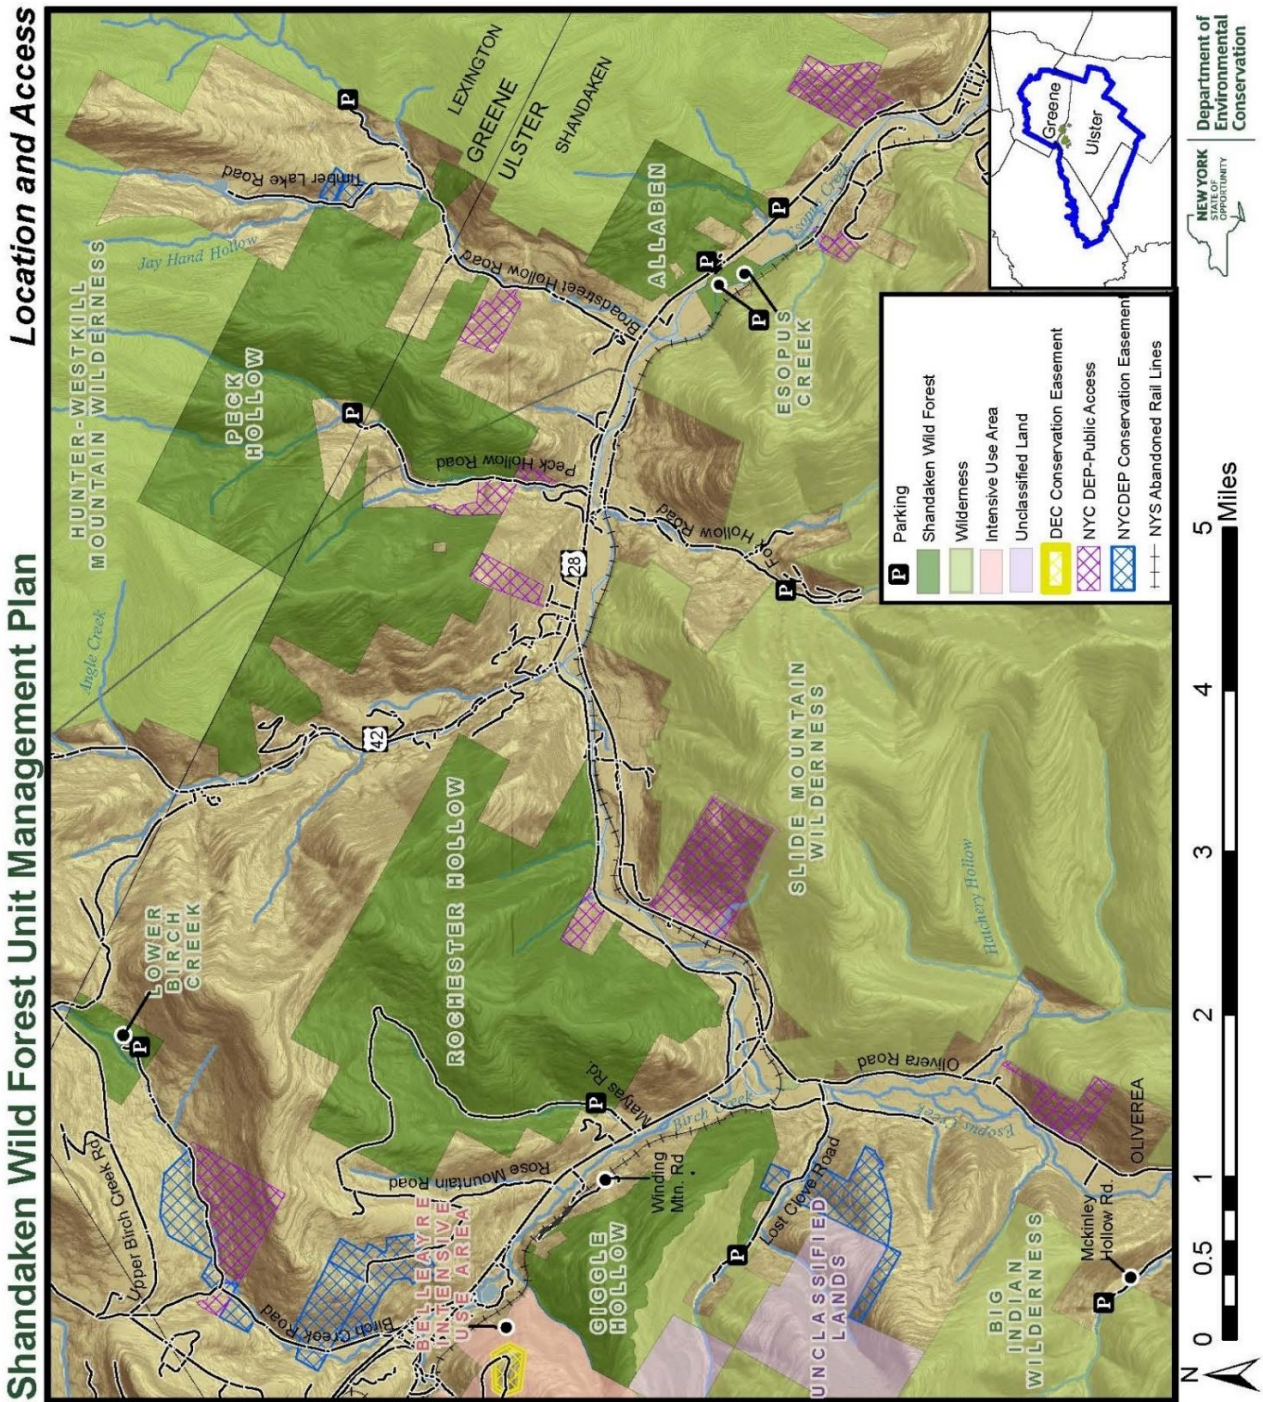 Shandaken Wild Forest Unit Management Plan
Location and Access
HUNTER-WESTKILL
MOUNTAIN WILDERNESS
Angle Creek
Jay Hand Hollow
Timber Lake Road
P
LEXINGTON
GREENE
ULSTER
SHANDAKEN
PECK
HOLLOW
P
Upper Birch Creek Rd
LOWER
BIRCH
CREEK
P
42
Peck Hollow Road
Broadstreet Hollow Road
ALLABEN
Birch Creek Road
ROCHESTER HOLLOW
28
P
P
P
Esopus Creek
Rose Mountain Road
Matyas Rd.
P
BELLEAYRE
INTENSIVE
USE AREA
Winding
Mtn. Rd
Birch Creek
Fox Hollow Road
P
ESOPUS
CREEK
GIGGLE
HOLLOW
P
Lost Clove Road
UNCLASSIFIED
LANDS
SLIDE MOUNTAIN
WILDERNESS
Olivera Road
Esopus Creek
Hatchery Hollow
BIG
INDIAN
WILDERNESS
Mckinley
Hollow Rd.
P
OLIVEREA
P Parking
Shandaken Wild Forest
Wilderness
Intensive Use Area
Unclassified Land
DEC Conservation Easement
NYC DEP-Public Access
NYCDEP Conservation Easement
NYS Abandoned Rail Lines
Greene
Ulster
N
0 0.5 1 2 3 4 5
Miles
NEW YORK
STATE OF
OPPORTUNITY
Department of
Environmental
Conservation